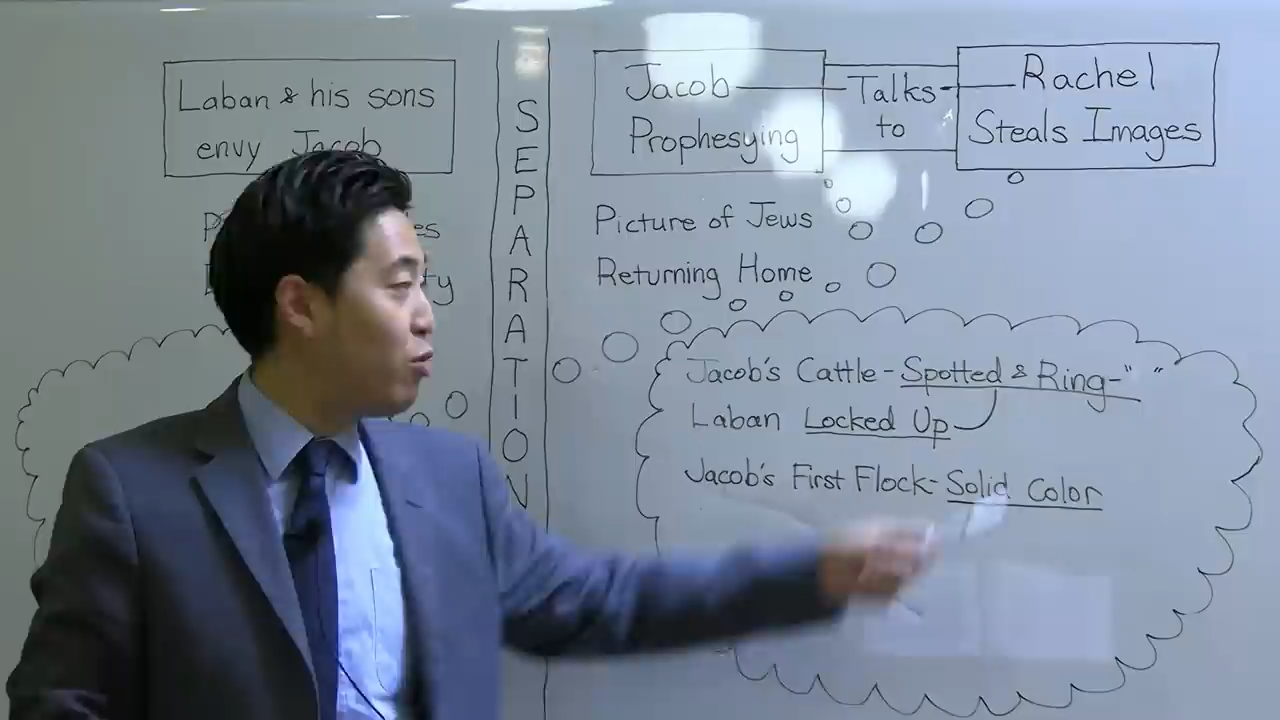 Laban & his sons
envy Jacob
SEPARATION
Jacob
Prophesying
Talks
to
Rachel
Steals Images
Picture of Jews
Returning Home
Jacob's Cattle - Spotted & Ring - " "
Laban Locked Up
Jacob's First Flock - Solid Color